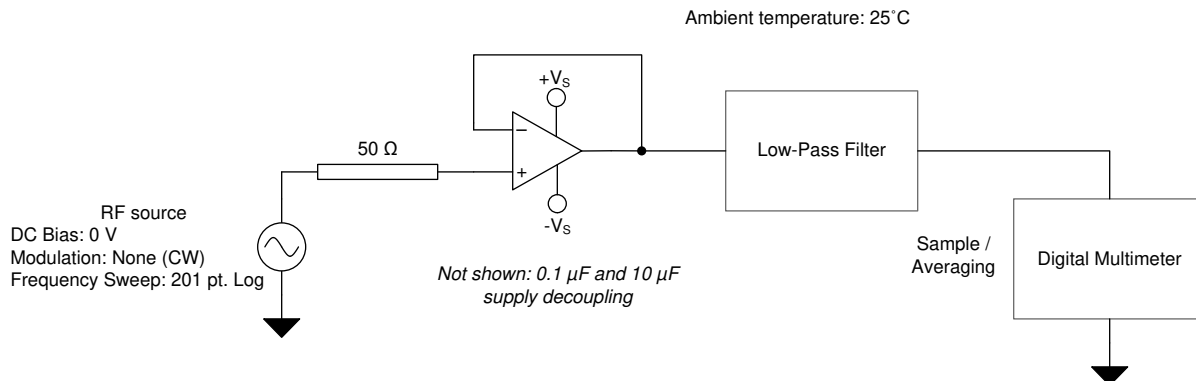 Ambient temperature: 25˚C
+VS
50 Ω
−
+
-VS
Low-Pass Filter
RF source
DC Bias: 0 V
Modulation: None (CW)
Frequency Sweep: 201 pt. Log
Not shown: 0.1 µF and 10 µF
supply decoupling
Sample /
Averaging
Digital Multimeter